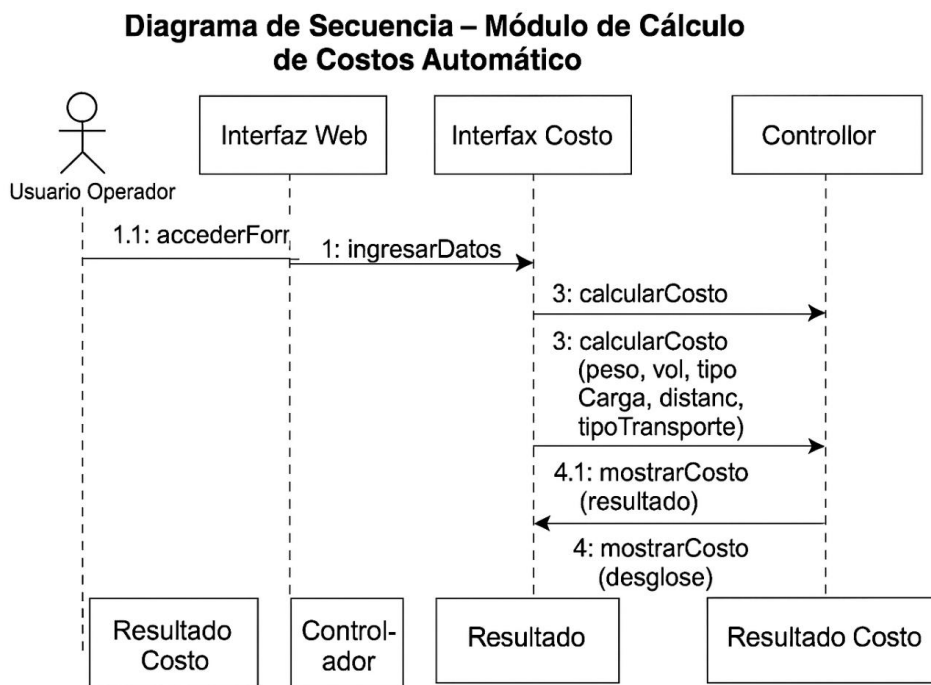 Diagrama de Secuencia – Módulo de Cálculo
de Costos Automático
Interfaz Web
Interfax Costo
Controllor
Usuario Operador
1.1: accederForr
1: ingresarDatos
3: calcularCosto
3: calcularCosto
(peso, vol, tipo
Carga, distanc,
tipoTransporte)
4.1: mostrarCosto
(resultado)
4: mostrarCosto
(desglose)
Resultado
Costo
Control-
ador
Resultado
Resultado Costo